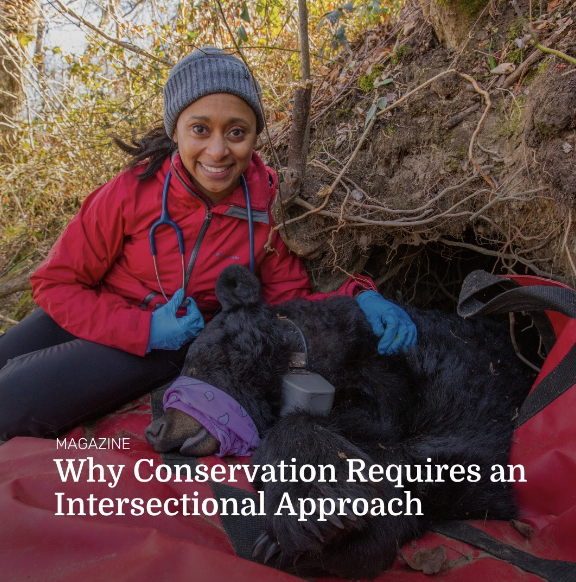 MAGAZINE
Why Conservation Requires an
Intersectional Approach